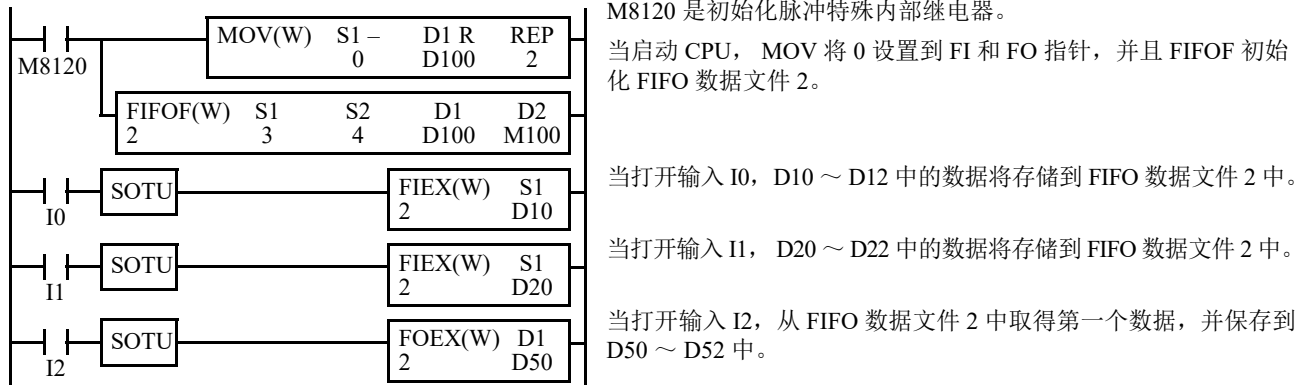 M8120 是初始化脉冲特殊内部继电器。
MOV(W) S1 – D1 R REP
0 D100 2
M8120
当启动 CPU， MOV 将 0 设置到 FI 和 FO 指针，并且 FIFOF 初始
化 FIFO 数据文件 2。
FIFOF(W) S1 S2 D1 D2
2 3 4 D100 M100
SOTU
FIEX(W) S1
2 D10
I0
当打开输入 I0，D10 ～ D12 中的数据将存储到 FIFO 数据文件 2 中。
SOTU
FIEX(W) S1
2 D20
I1
当打开输入 I1， D20 ～ D22 中的数据将存储到 FIFO 数据文件 2 中。
SOTU
FOEX(W) D1
2 D50
I2
当打开输入 I2，从 FIFO 数据文件 2 中取得第一个数据，并保存到
D50 ～ D52 中。